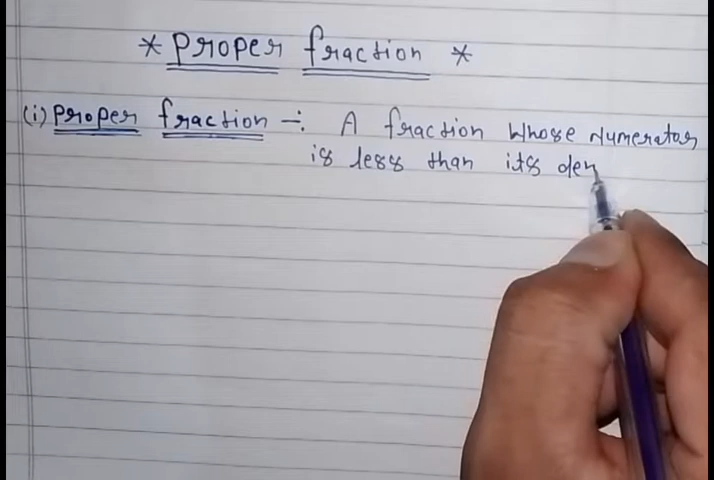 * Proper fraction *
(i) Proper fraction -: A fraction whose Numerator
is less than its den